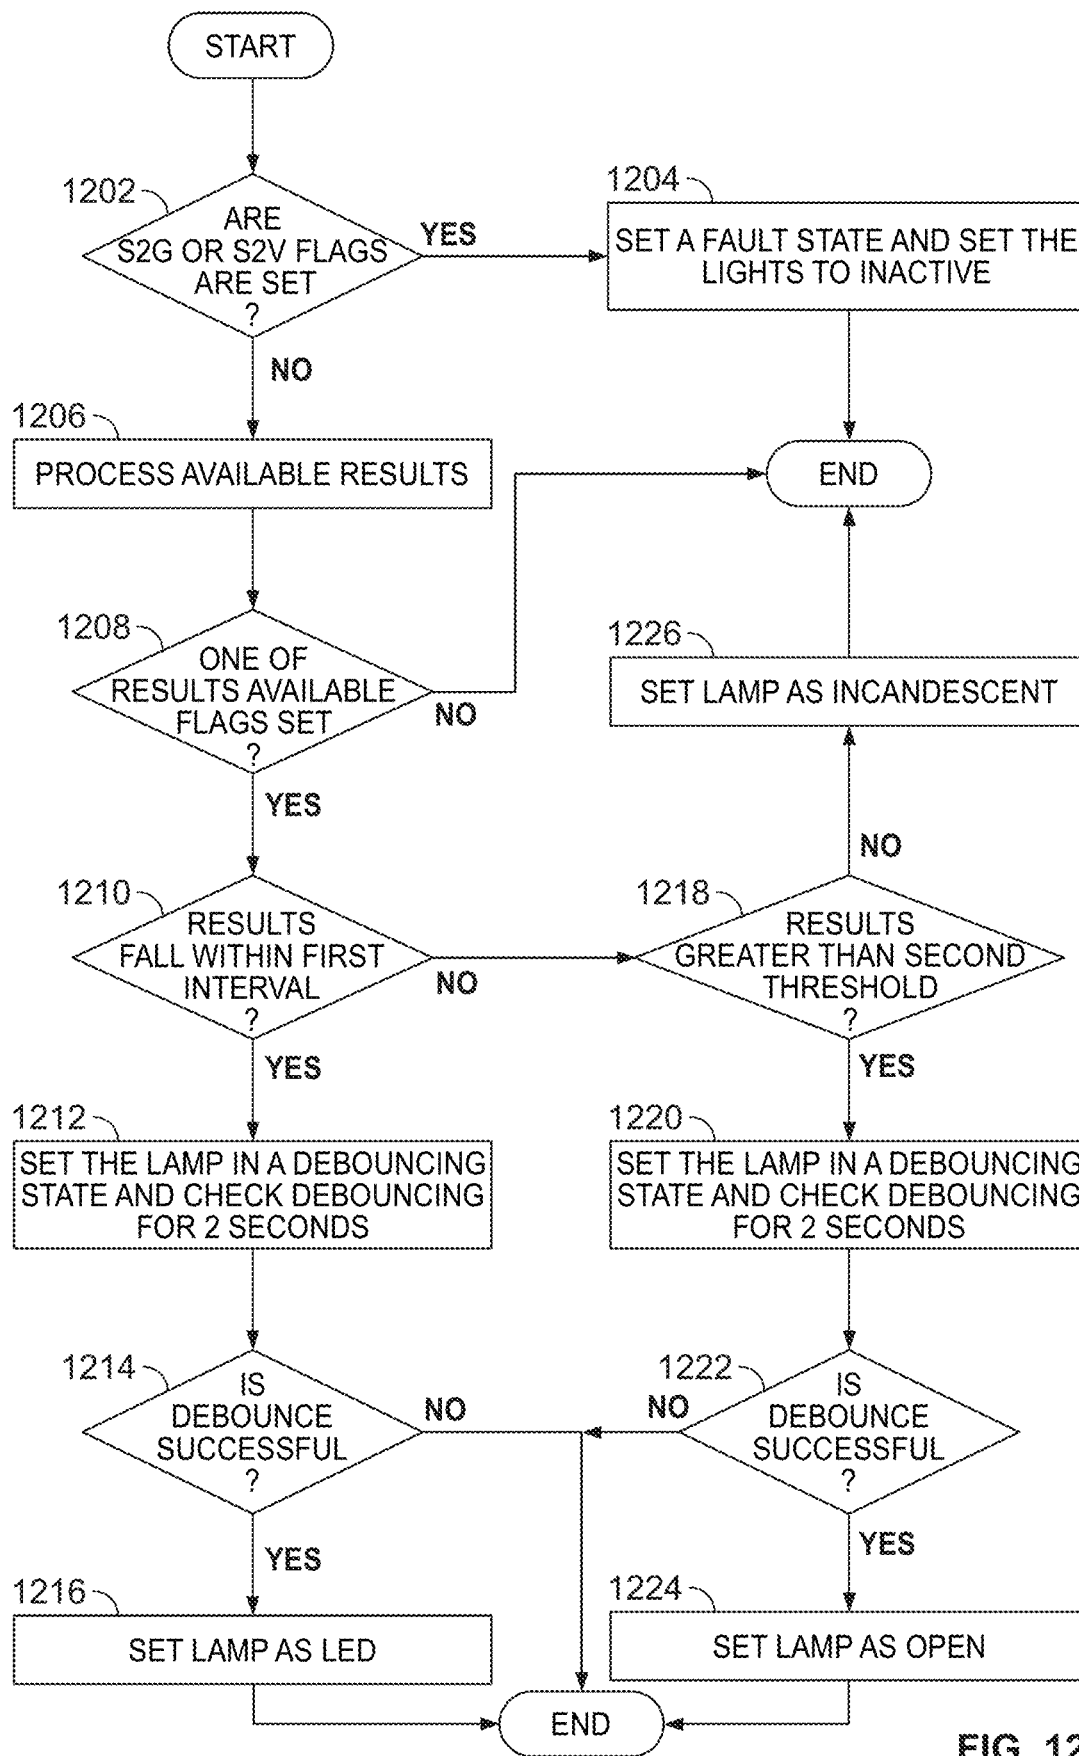 START
1202
ARE
S2G OR S2V FLAGS
ARE SET
?
YES
1204
SET A FAULT STATE AND SET THE
LIGHTS TO INACTIVE
NO
1206
PROCESS AVAILABLE RESULTS
END
1208
ONE OF
RESULTS AVAILABLE
FLAGS SET
?
NO
1226
SET LAMP AS INCANDESCENT
YES
NO
1210
RESULTS
FALL WITHIN FIRST
INTERVAL
?
NO
1218
RESULTS
GREATER THAN SECOND
THRESHOLD
?
YES
YES
1212
SET THE LAMP IN A DEBOUNCING
STATE AND CHECK DEBOUNCING
FOR 2 SECONDS
1220
SET THE LAMP IN A DEBOUNCING
STATE AND CHECK DEBOUNCING
FOR 2 SECONDS
1214
IS
DEBOUNCE
SUCCESSFUL
?
NO
NO
1222
IS
DEBOUNCE
SUCCESSFUL
?
YES
YES
1216
SET LAMP AS LED
1224
SET LAMP AS OPEN
END
FIG. 12